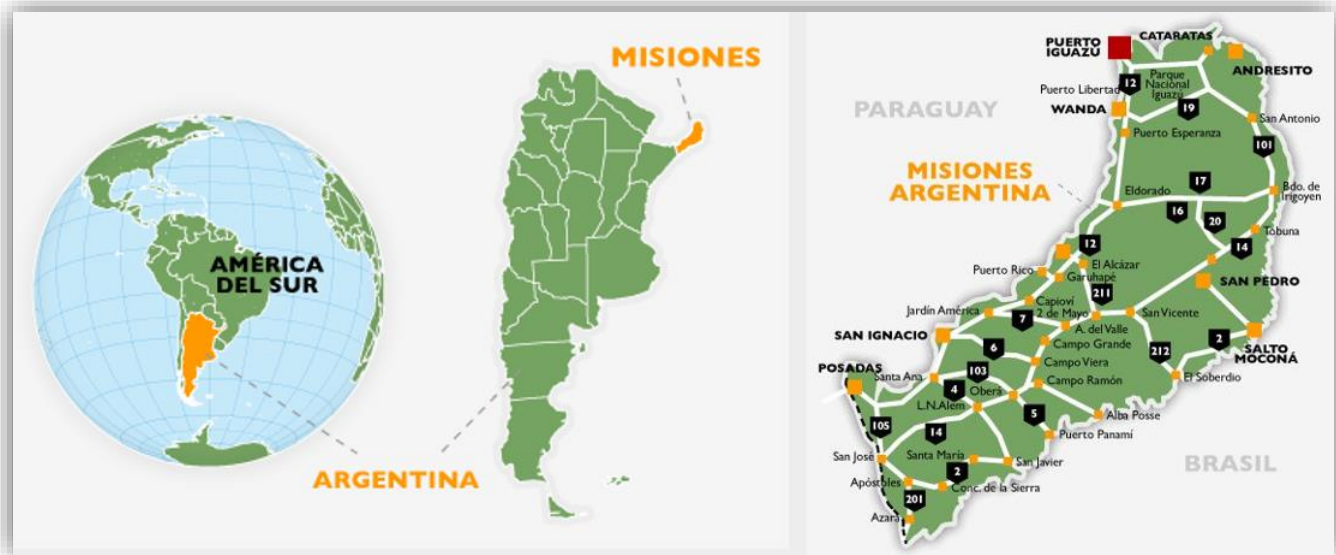 AMÉRICA
DEL SUR
MISIONES
ARGENTINA
PUERTO
IGUAZÚ
CATARATAS
ANDRESITO
Parque
Nacional
Iguazú
Puerto Libertad
12
PARAGUAY
WANDA
19
San Antonio
Puerto Esperanza
101
MISIONES
ARGENTINA
17
Eldorado
Bdo. de
Irigoyen
16
20
Tobuna
12
14
El Alcázar
Puerto Rico
Garuhapé
SAN PEDRO
211
Capioví
Jardín América
2 de Mayo
San Vicente
7
A. del Valle
SAN IGNACIO
Campo Grande
2
SALTO
MOCONÁ
6
212
Campo Viera
POSADAS
103
Santa Ana
El Soberdio
Campo Ramón
4
Oberá
L.N.Alem
5
Alba Posse
105
14
Puerto Panamí
San José
Santa María
San Javier
BRASIL
2
Apóstoles
Conc. de la Sierra
201
Azara